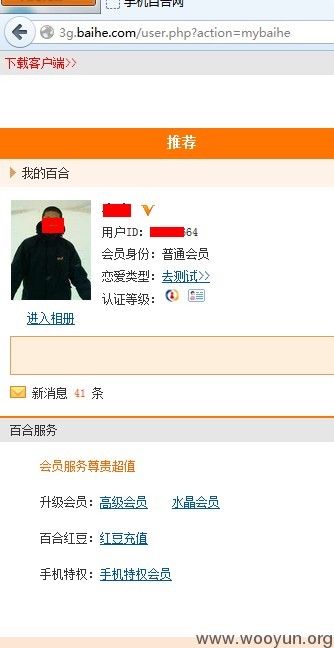 手机百合网
3g.baihe.com/user.php?action=mybaihe
下载客户端>>
推荐
我的百合
用户ID: 64
会员身份：普通会员
恋爱类型：去测试>>
认证等级：
进入相册
新消息 41 条
百合服务
会员服务尊贵超值
升级会员：高级会员 水晶会员
百合红豆：红豆充值
手机特权：手机特权会员
www.wooyun.org